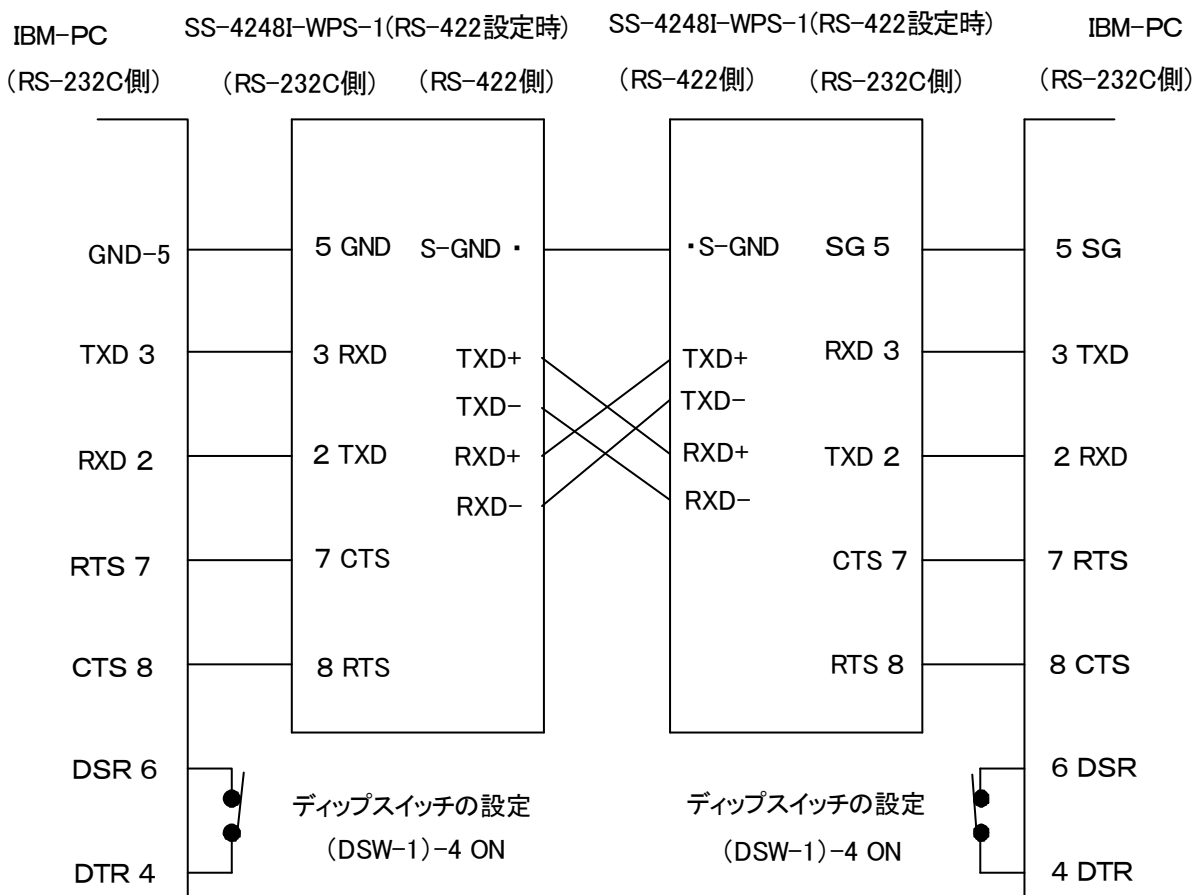 IBM-PC SS-4248I-WPS-1(RS-422設定時) SS-4248I-WPS-1(RS-422設定時) IBM-PC
(RS-232C側) (RS-232C側) (RS-422側) (RS-422側) (RS-232C側) (RS-232C側)
GND-5 5 GND S-GND・ ・S-GND SG 5 5 SG
TXD 3 3 RXD TXD+ TXD+ RXD 3 3 TXD
TXD- TXD-
RXD 2 2 TXD RXD+ RXD+ TXD 2 2 RXD
RXD- RXD-
RTS 7 7 CTS CTS 7 7 RTS
CTS 8 8 RTS RTS 8 8 CTS
DSR 6 6 DSR
ディップスイッチの設定 ディップスイッチの設定
(DSW-1)-4 ON (DSW-1)-4 ON
DTR 4 4 DTR